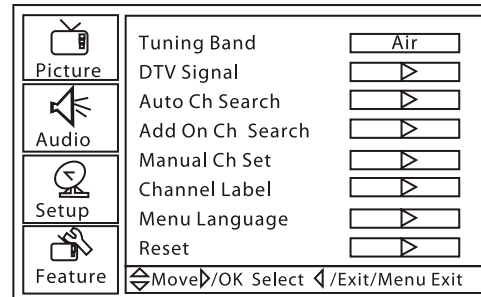 Picture
Audio
Setup
Feature
Tuning Band Air
DTV Signal
Auto Ch Search
Add On Ch Search
Manual Ch Set
Channel Label
Menu Language
Reset
Move /OK Select /Exit/Menu Exit